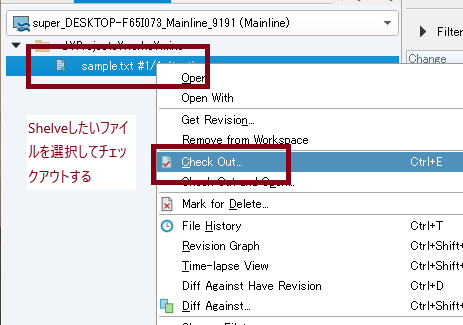 super_DESKTOP-F65I073_Mainline_9191 (Mainline)
Filter
Change
sample.txt #1/1
Open
Open With
Get Revision...
Remove from Workspace
Check Out... Ctrl+E
Check Out and Open...
Mark for Delete...
File History Ctrl+T
Revision Graph Ctrl+Shift+
Time-lapse View Ctrl+Shift+
Diff Against Have Revision Ctrl+D
Diff Against... Ctrl+Shift+
Shelveしたいファイ
ルを選択してチェッ
クアウトする